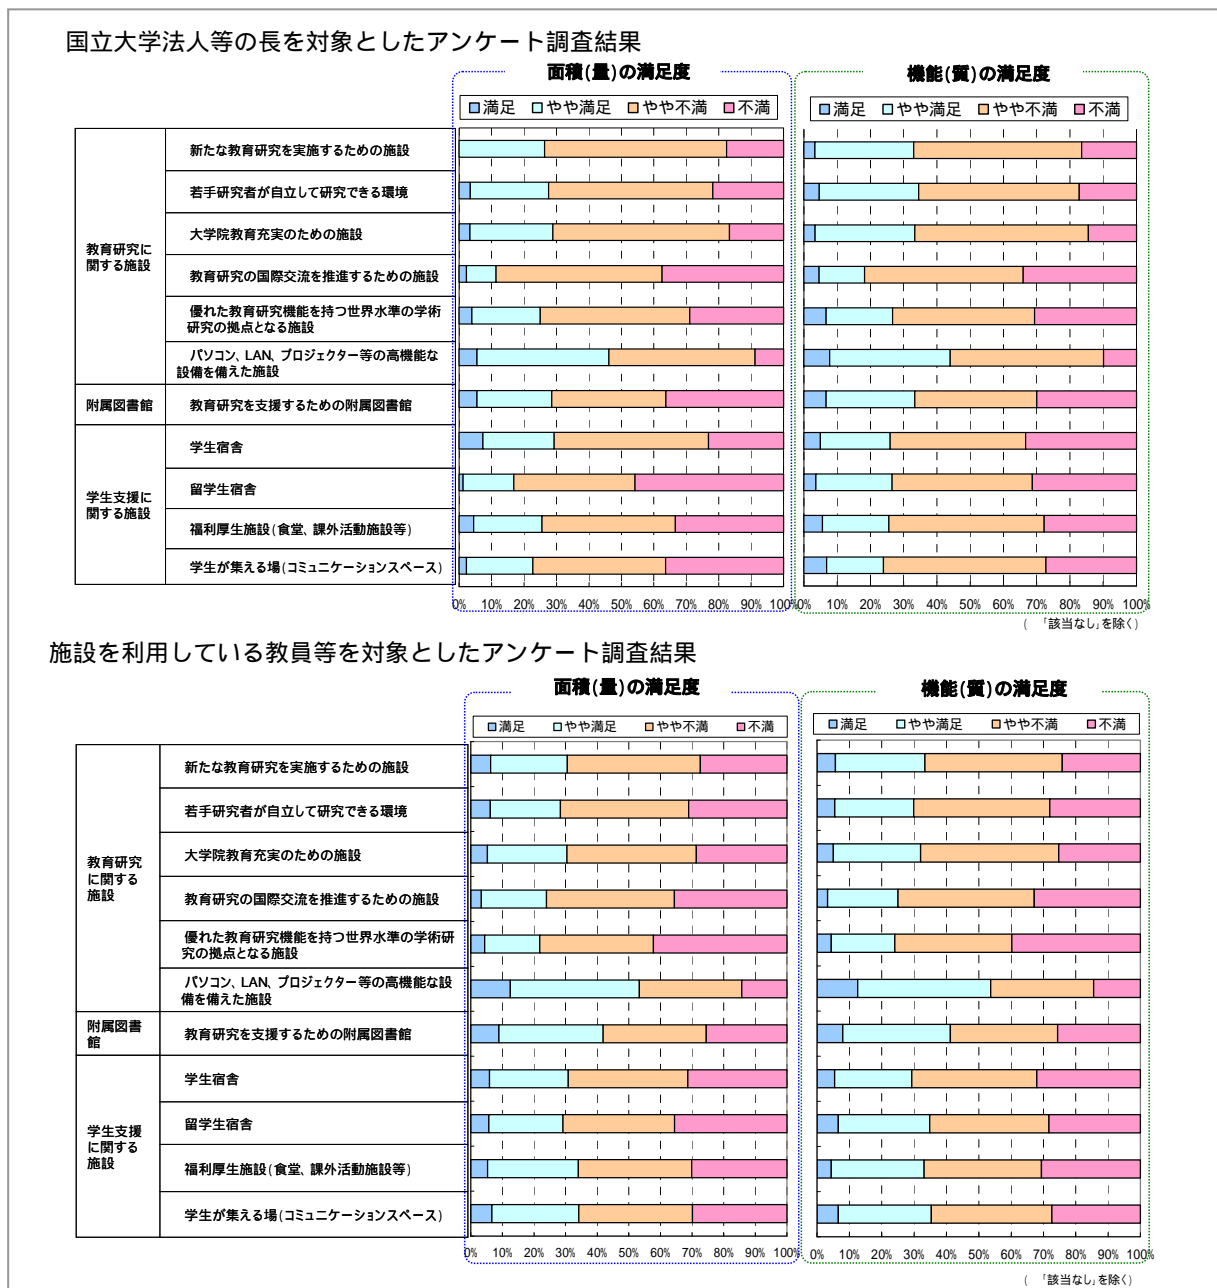 国立大学法人等の長を対象としたアンケート調査結果
面積(量)の満足度
機能(質)の満足度
満足 やや満足 やや不満 不満
満足 やや満足 やや不満 不満
教育研究に
関する施設
新たな教育研究を実施するための施設
若手研究者が自立して研究できる環境
大学院教育充実のための施設
教育研究の国際交流を推進するための施設
優れた教育研究機能を持つ世界水準の学術
研究の拠点となる施設
パソコン、LAN、プロジェクター等の高機能な
設備を備えた施設
附属図書館
教育研究を支援するための附属図書館
学生支援に
関する施設
学生宿舎
留学生宿舎
福利厚生施設(食堂、課外活動施設等)
学生が集える場(コミュニケーションスペース)
0% 10% 20% 30% 40% 50% 60% 70% 80% 90% 100%
0% 10% 20% 30% 40% 50% 60% 70% 80% 90% 100%
( 「該当なし」を除く)
施設を利用している教員等を対象としたアンケート調査結果
面積(量)の満足度
機能(質)の満足度
満足 やや満足 やや不満 不満
満足 やや満足 やや不満 不満
教育研究
に関する
施設
新たな教育研究を実施するための施設
若手研究者が自立して研究できる環境
大学院教育充実のための施設
教育研究の国際交流を推進するための施設
優れた教育研究機能を持つ世界水準の学術研
究の拠点となる施設
パソコン、LAN、プロジェクター等の高機能な設
備を備えた施設
附属図書
館
教育研究を支援するための附属図書館
学生支援
に関する
施設
学生宿舎
留学生宿舎
福利厚生施設(食堂、課外活動施設等)
学生が集える場(コミュニケーションスペース)
0% 10% 20% 30% 40% 50% 60% 70% 80% 90% 100%
0% 10% 20% 30% 40% 50% 60% 70% 80% 90% 100%
( 「該当なし」を除く)